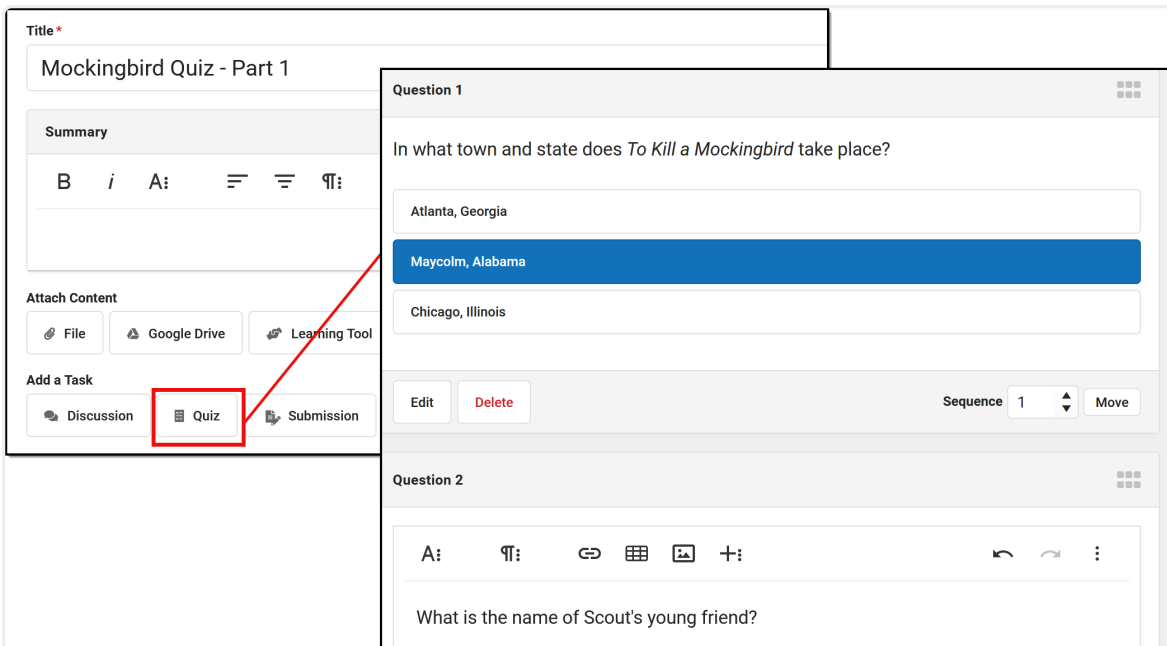 Title*
Mockingbird Quiz - Part 1
Summary
B i A
Attach Content
File Google Drive Learning Tool
Add a Task
Discussion Quiz Submission
Question 1
In what town and state does To Kill a Mockingbird take place?
Atlanta, Georgia
Maycolm, Alabama
Chicago, Illinois
Edit Delete Sequence 1 Move
Question 2
A
What is the name of Scout's young friend?